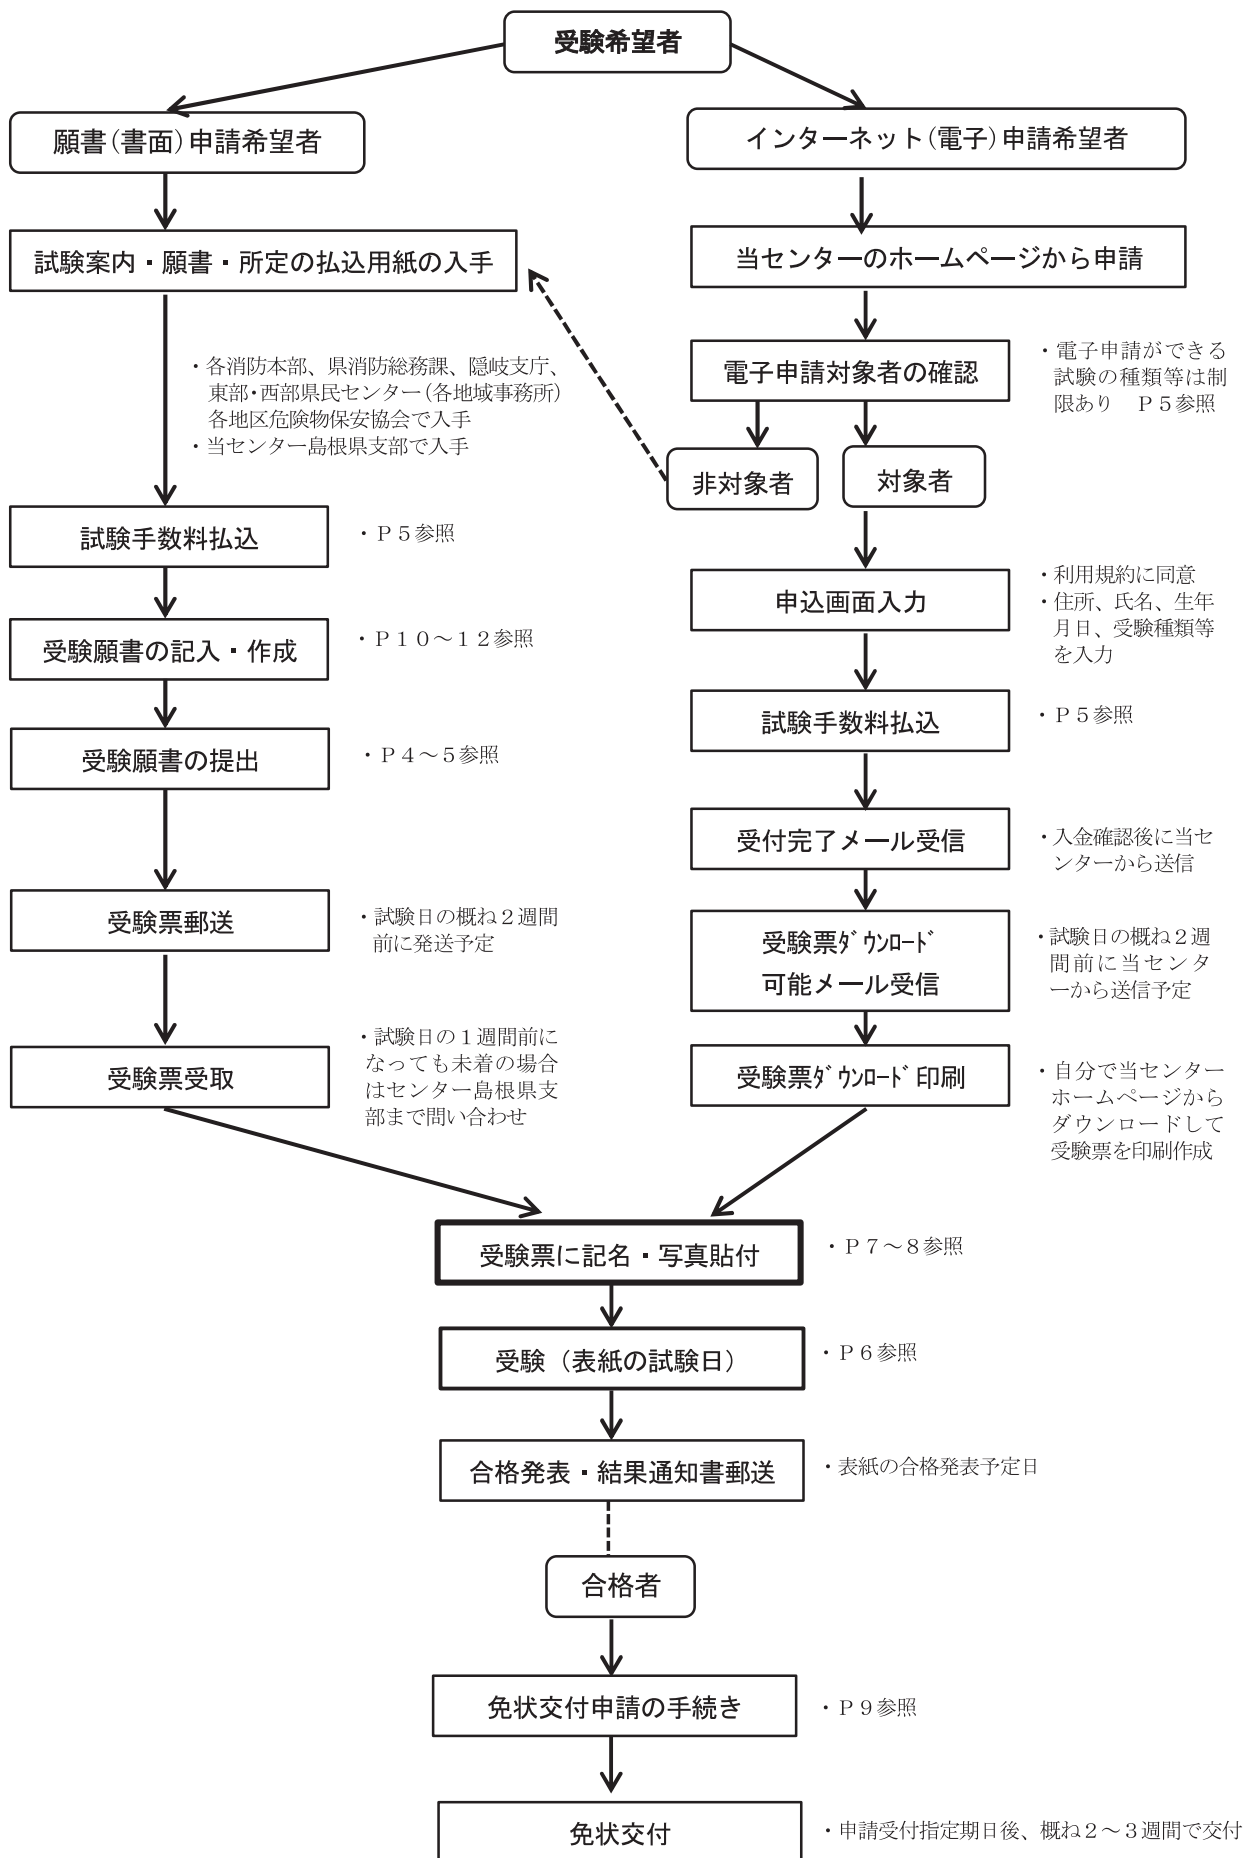 受験希望者
願書(書面)申請希望者
インターネット(電子)申請希望者
試験案内・願書・所定の払込用紙の入手
当センターのホームページから申請
・各消防本部、県消防総務課、隠岐支庁、
東部・西部県民センター(各地域事務所)
各地区危険物保安協会で入手
・当センター島根県支部で入手
電子申請対象者の確認
・電子申請ができる
試験の種類等は制
限あり　P5参照
非対象者
対象者
試験手数料払込
・P5参照
申込画面入力
・利用規約に同意
・住所、氏名、生年
月日、受験種類等
を入力
受験願書の記入・作成
・P10～12参照
試験手数料払込
・P5参照
受験願書の提出
・P4～5参照
受付完了メール受信
・入金確認後に当セ
ンターから送信
受験票郵送
・試験日の概ね2週間
前に発送予定
受験票ﾀﾞｳﾝﾛｰﾄﾞ
可能メール受信
・試験日の概ね2週
間前に当センタ
ーから送信予定
受験票受取
・試験日の1週間前に
なっても未着の場合
はセンター島根県支
部まで問い合わせ
受験票ﾀﾞｳﾝﾛｰﾄﾞ印刷
・自分で当センター
ホームページから
ダウンロードして
受験票を印刷作成
受験票に記名・写真貼付
・P7～8参照
受験（表紙の試験日）
・P6参照
合格発表・結果通知書郵送
・表紙の合格発表予定日
合格者
免状交付申請の手続き
・P9参照
免状交付
・申請受付指定期日後、概ね2～3週間で交付